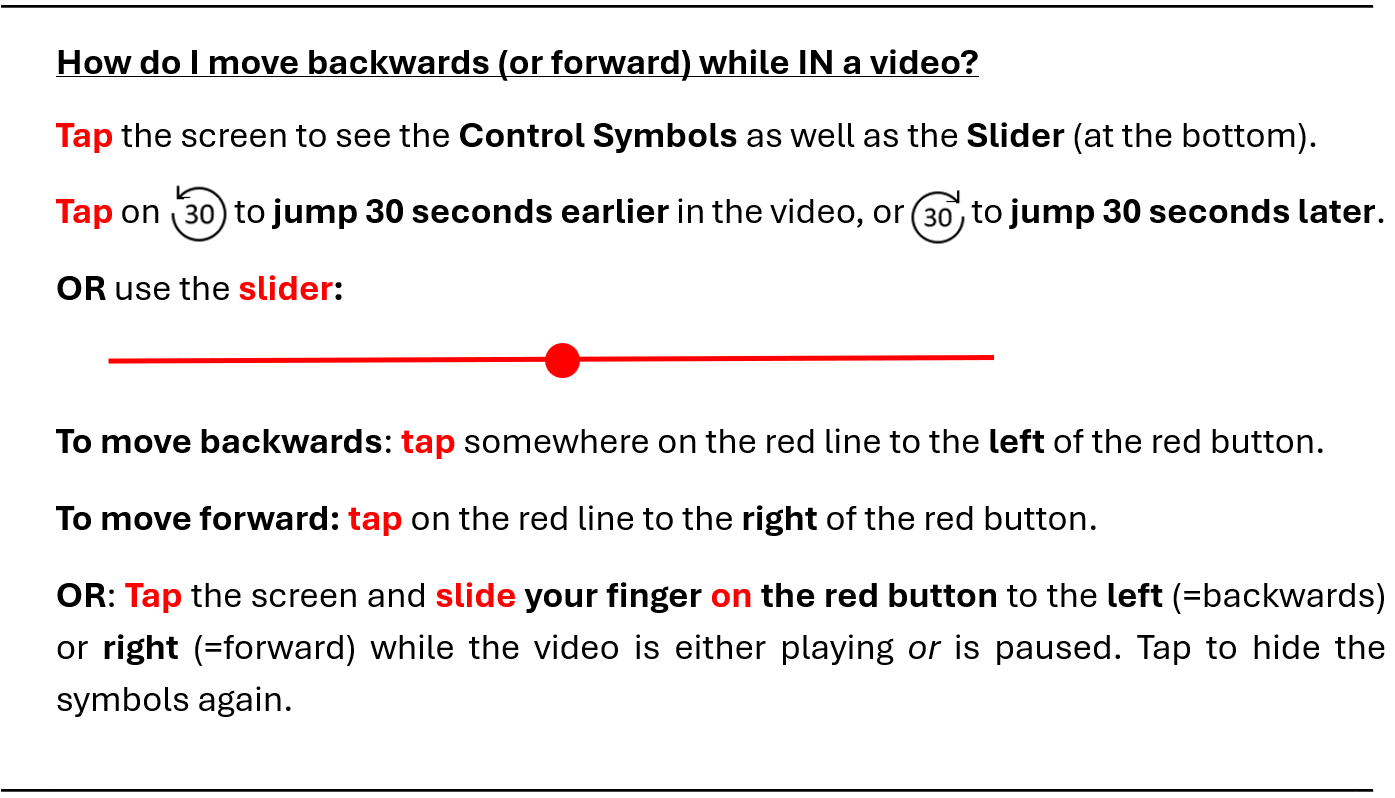 How do I move backwards (or forward) while IN a video?
Tap the screen to see the Control Symbols as well as the Slider (at the bottom).
Tap on 30 to jump 30 seconds earlier in the video, or 30 to jump 30 seconds later.
OR use the slider:
To move backwards: tap somewhere on the red line to the left of the red button.
To move forward: tap on the red line to the right of the red button.
OR: Tap the screen and slide your finger on the red button to the left (=backwards)
or right (=forward) while the video is either playing or is paused. Tap to hide the
symbols again.